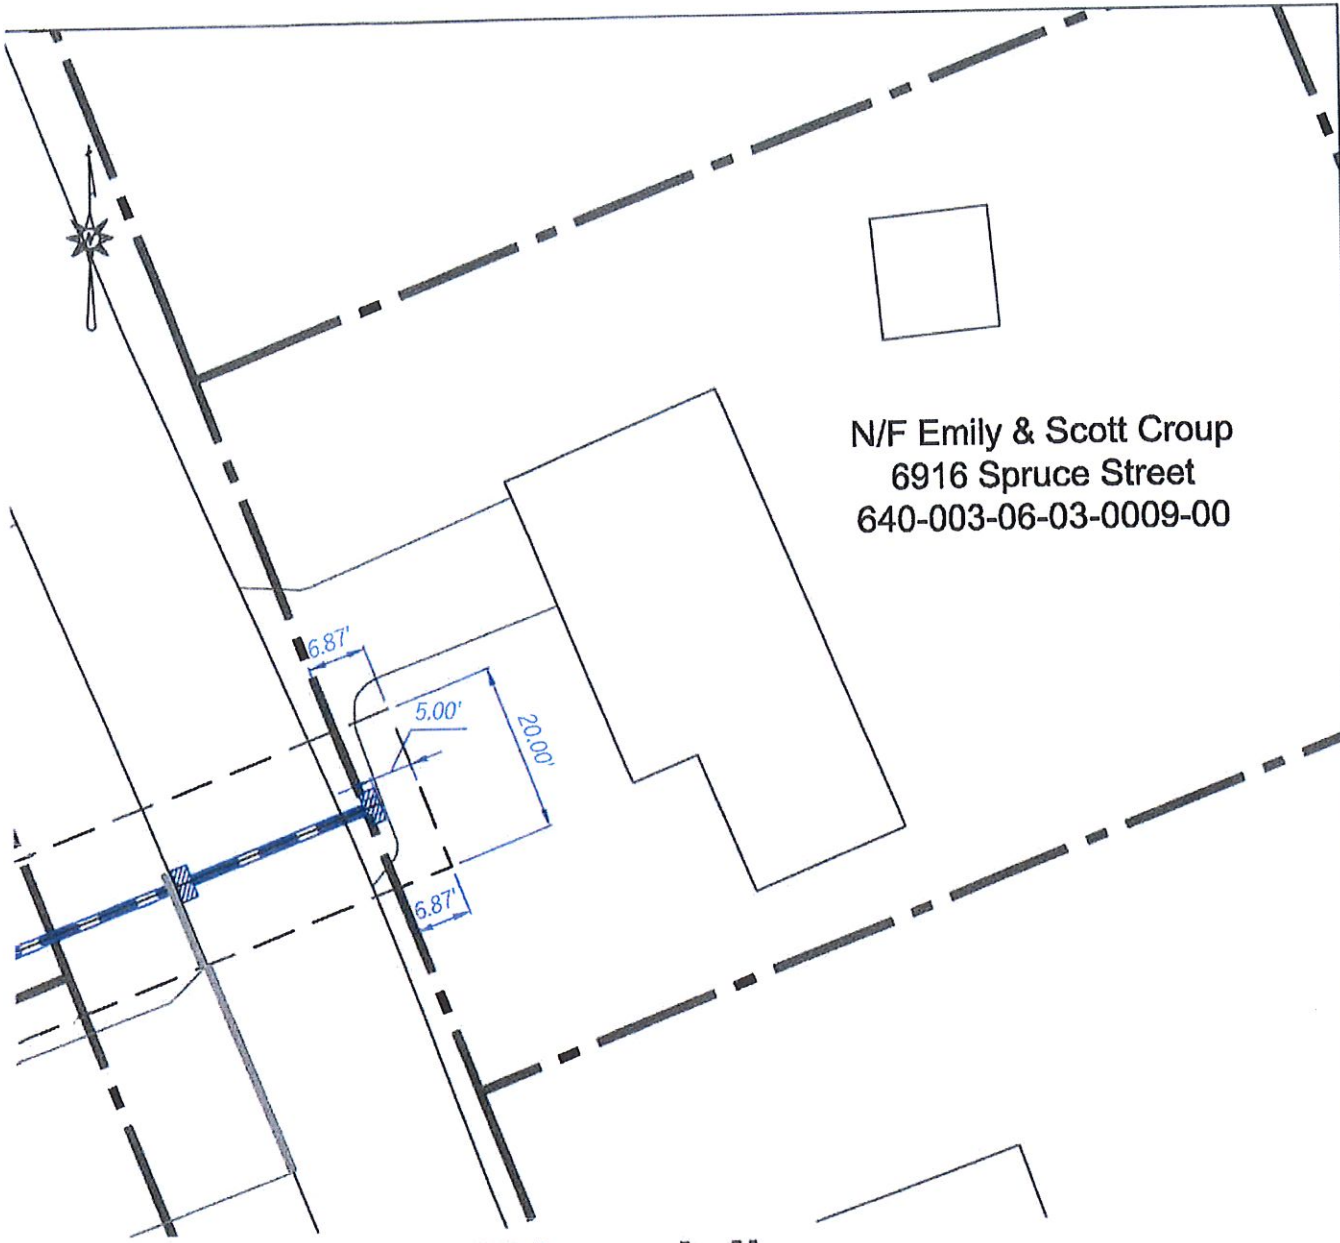 N/F Emily & Scott Croup
6916 Spruce Street
640-003-06-03-0009-00
6.87'
5.00'
20.00'
6.87'